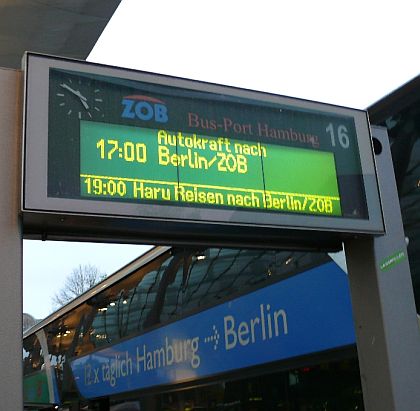 ZOB Bus-Port Hamburg 16
Autokraft nach
17:00 Berlin/ZOB
19:00 Haru Reisen nach Berlin/ZOB
x täglich Hamburg Berlin